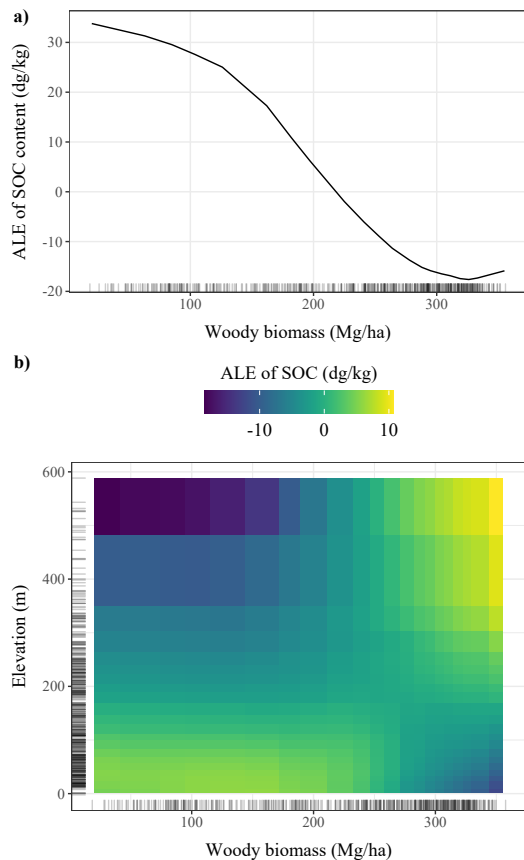 a)
ALE of SOC content (dg/kg)
30
20
10
0
-10
-20
100 200 300
Woody biomass (Mg/ha)
b)
ALE of SOC (dg/kg)
-10 0 10
Elevation (m)
600
400
200
0
100 200 300
Woody biomass (Mg/ha)